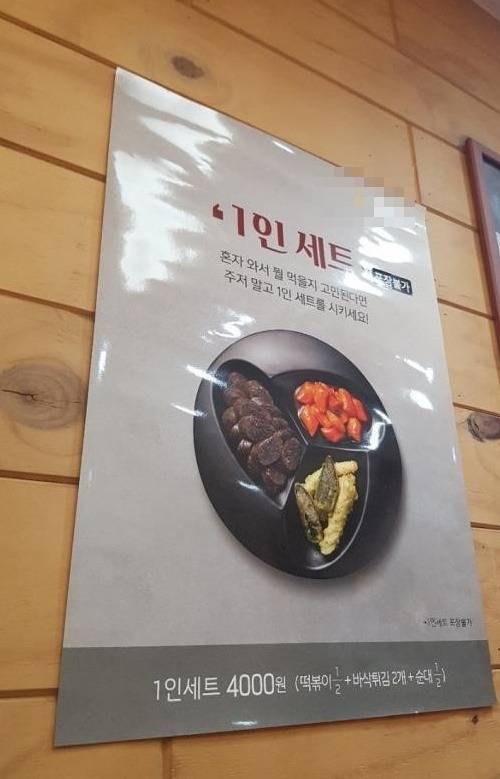 '1인 세트
포장불가
혼자 와서 뭘 먹을지 고민된다면
주저 말고 1인 세트를 시키세요!
*1인세트 포장불가
1인세트 4000원 (떡볶이 1/2 + 바삭튀김 2개 + 순대 1/2)